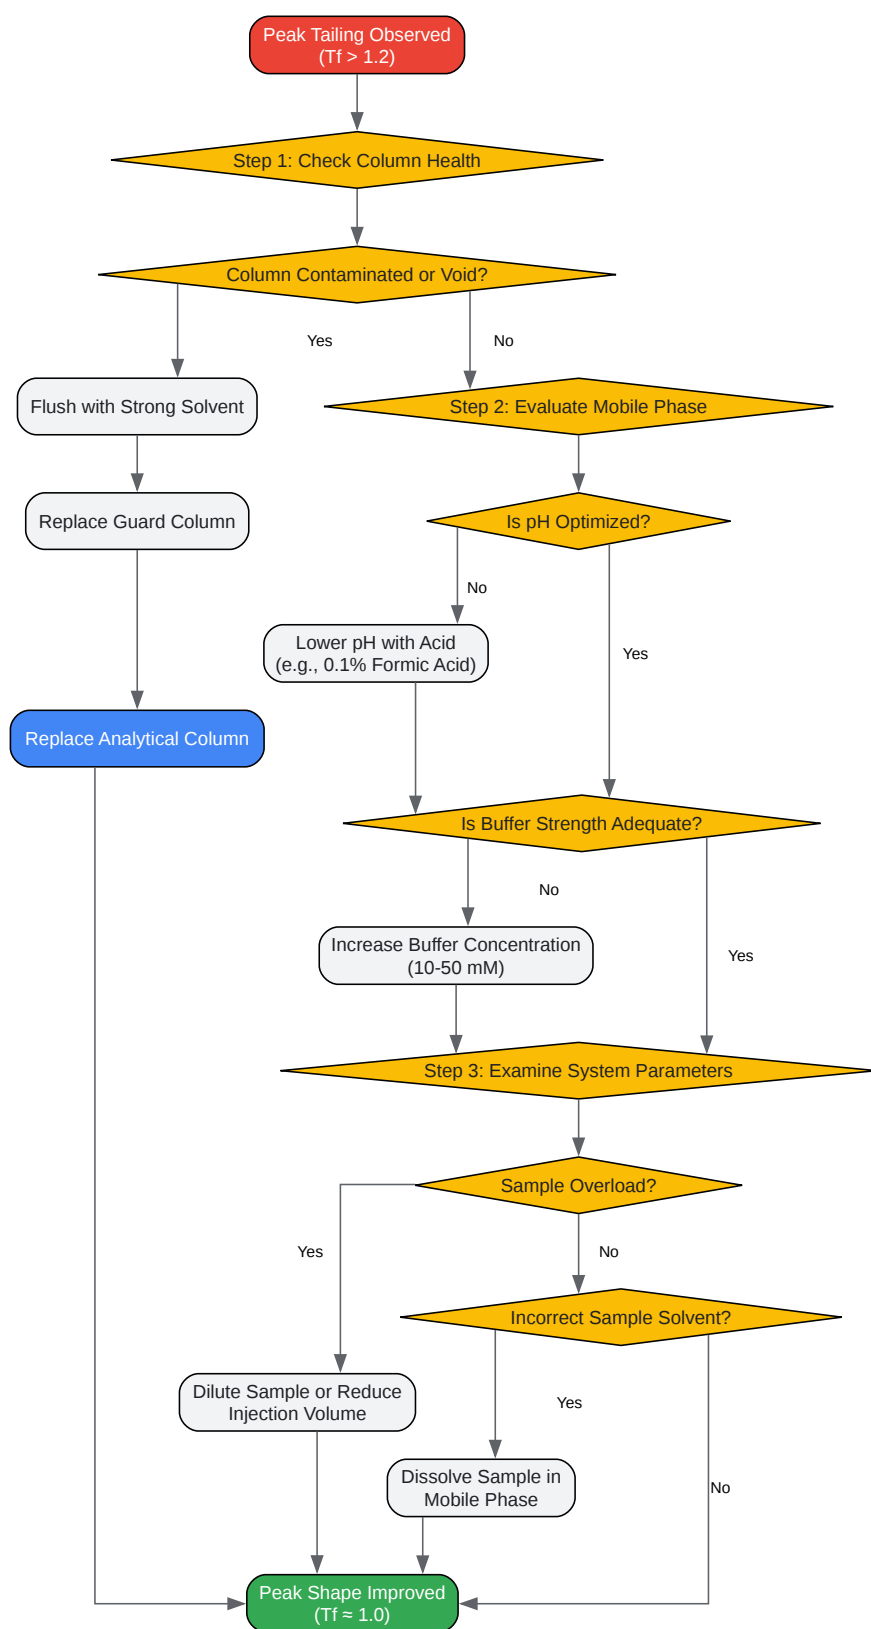 Peak Tailing Observed
(Tf > 1.2)
Step 1: Check Column Health
Column Contaminated or Void?
Yes
No
Flush with Strong Solvent
Step 2: Evaluate Mobile Phase
Replace Guard Column
Is pH Optimized?
No
Lower pH with Acid
(e.g., 0.1% Formic Acid)
Yes
Replace Analytical Column
Is Buffer Strength Adequate?
No
Increase Buffer Concentration
(10-50 mM)
Yes
Step 3: Examine System Parameters
Sample Overload?
Yes
No
Incorrect Sample Solvent?
Dilute Sample or Reduce
Injection Volume
Yes
Dissolve Sample in
Mobile Phase
No
Peak Shape Improved
(Tf ≈ 1.0)